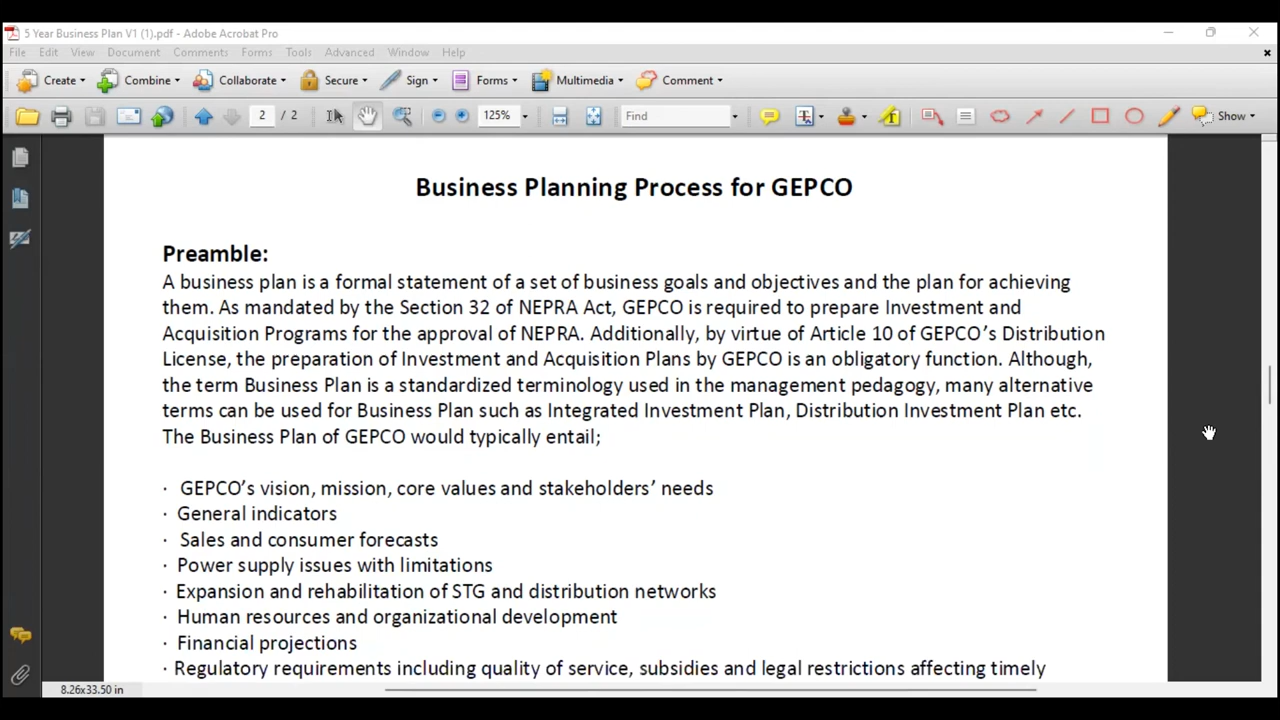 5 Year Business Plan V1 (1).pdf - Adobe Acrobat Pro
File Edit View Document Comments Forms Tools Advanced Window Help
Create Combine Collaborate Secure Sign Forms Multimedia Comment
2 / 2 125% Find Show
Business Planning Process for GEPCO
Preamble:
A business plan is a formal statement of a set of business goals and objectives and the plan for achieving
them. As mandated by the Section 32 of NEPRA Act, GEPCO is required to prepare Investment and
Acquisition Programs for the approval of NEPRA. Additionally, by virtue of Article 10 of GEPCO's Distribution
License, the preparation of Investment and Acquisition Plans by GEPCO is an obligatory function. Although,
the term Business Plan is a standardized terminology used in the management pedagogy, many alternative
terms can be used for Business Plan such as Integrated Investment Plan, Distribution Investment Plan etc.
The Business Plan of GEPCO would typically entail;
· GEPCO's vision, mission, core values and stakeholders' needs
· General indicators
· Sales and consumer forecasts
· Power supply issues with limitations
· Expansion and rehabilitation of STG and distribution networks
· Human resources and organizational development
· Financial projections
· Regulatory requirements including quality of service, subsidies and legal restrictions affecting timely
8.26x33.50 in